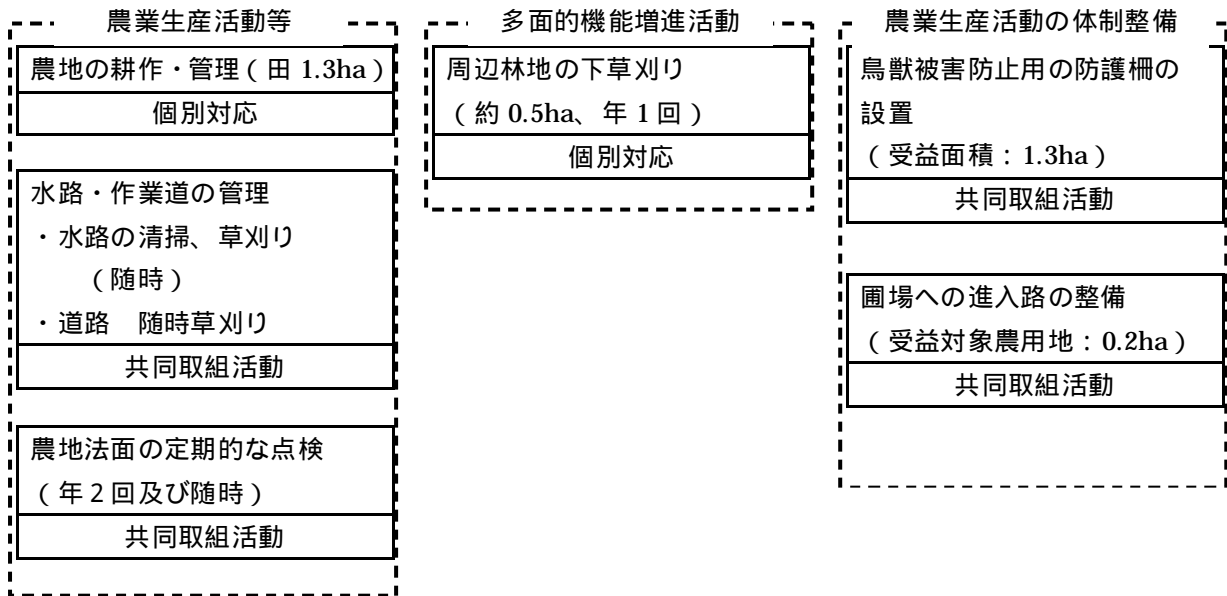 農業生産活動等
農地の耕作・管理(田 1.3ha)
個別対応
水路・作業道の管理
・水路の清掃、草刈り
(随時)
・道路　随時草刈り
共同取組活動
農地法面の定期的な点検
(年2回及び随時)
共同取組活動
多面的機能増進活動
周辺林地の下草刈り
(約 0.5ha、年1回)
個別対応
農業生産活動の体制整備
鳥獣被害防止用の防護柵の
設置
(受益面積:1.3ha)
共同取組活動
圃場への進入路の整備
(受益対象農用地:0.2ha)
共同取組活動